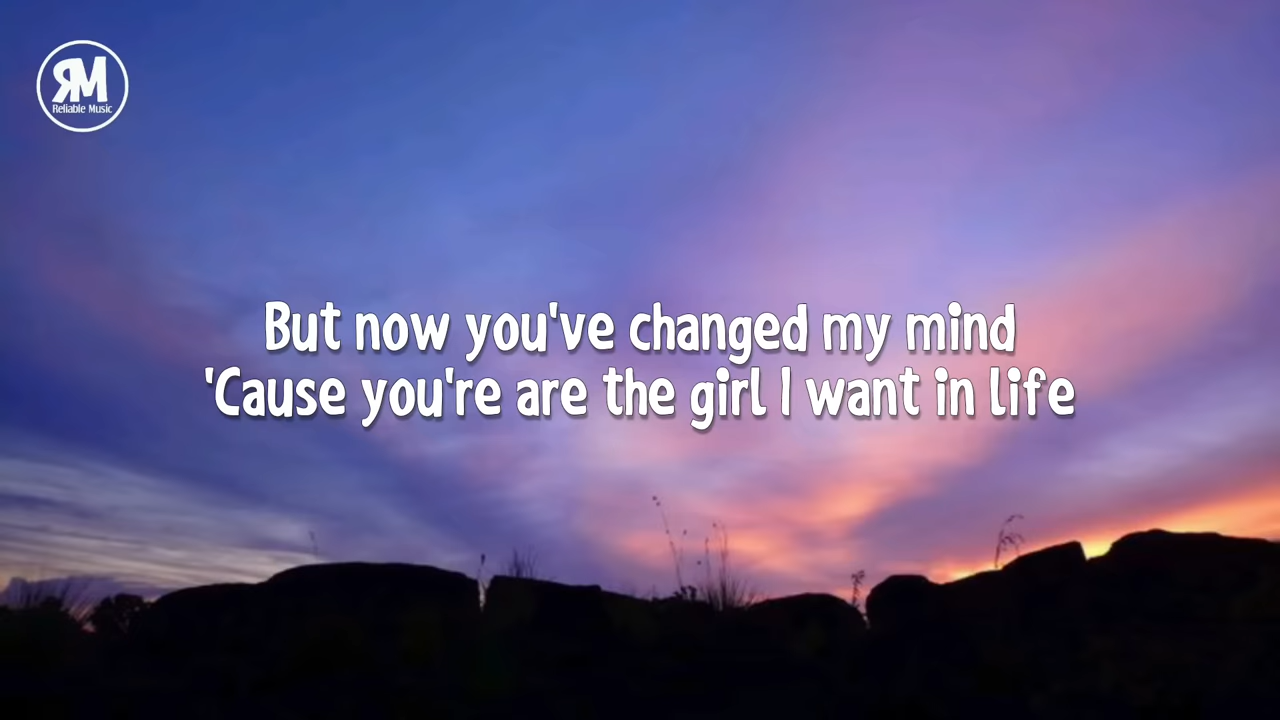 RM
Reliable Music
But now you've changed my mind
'Cause you're are the girl I want in life